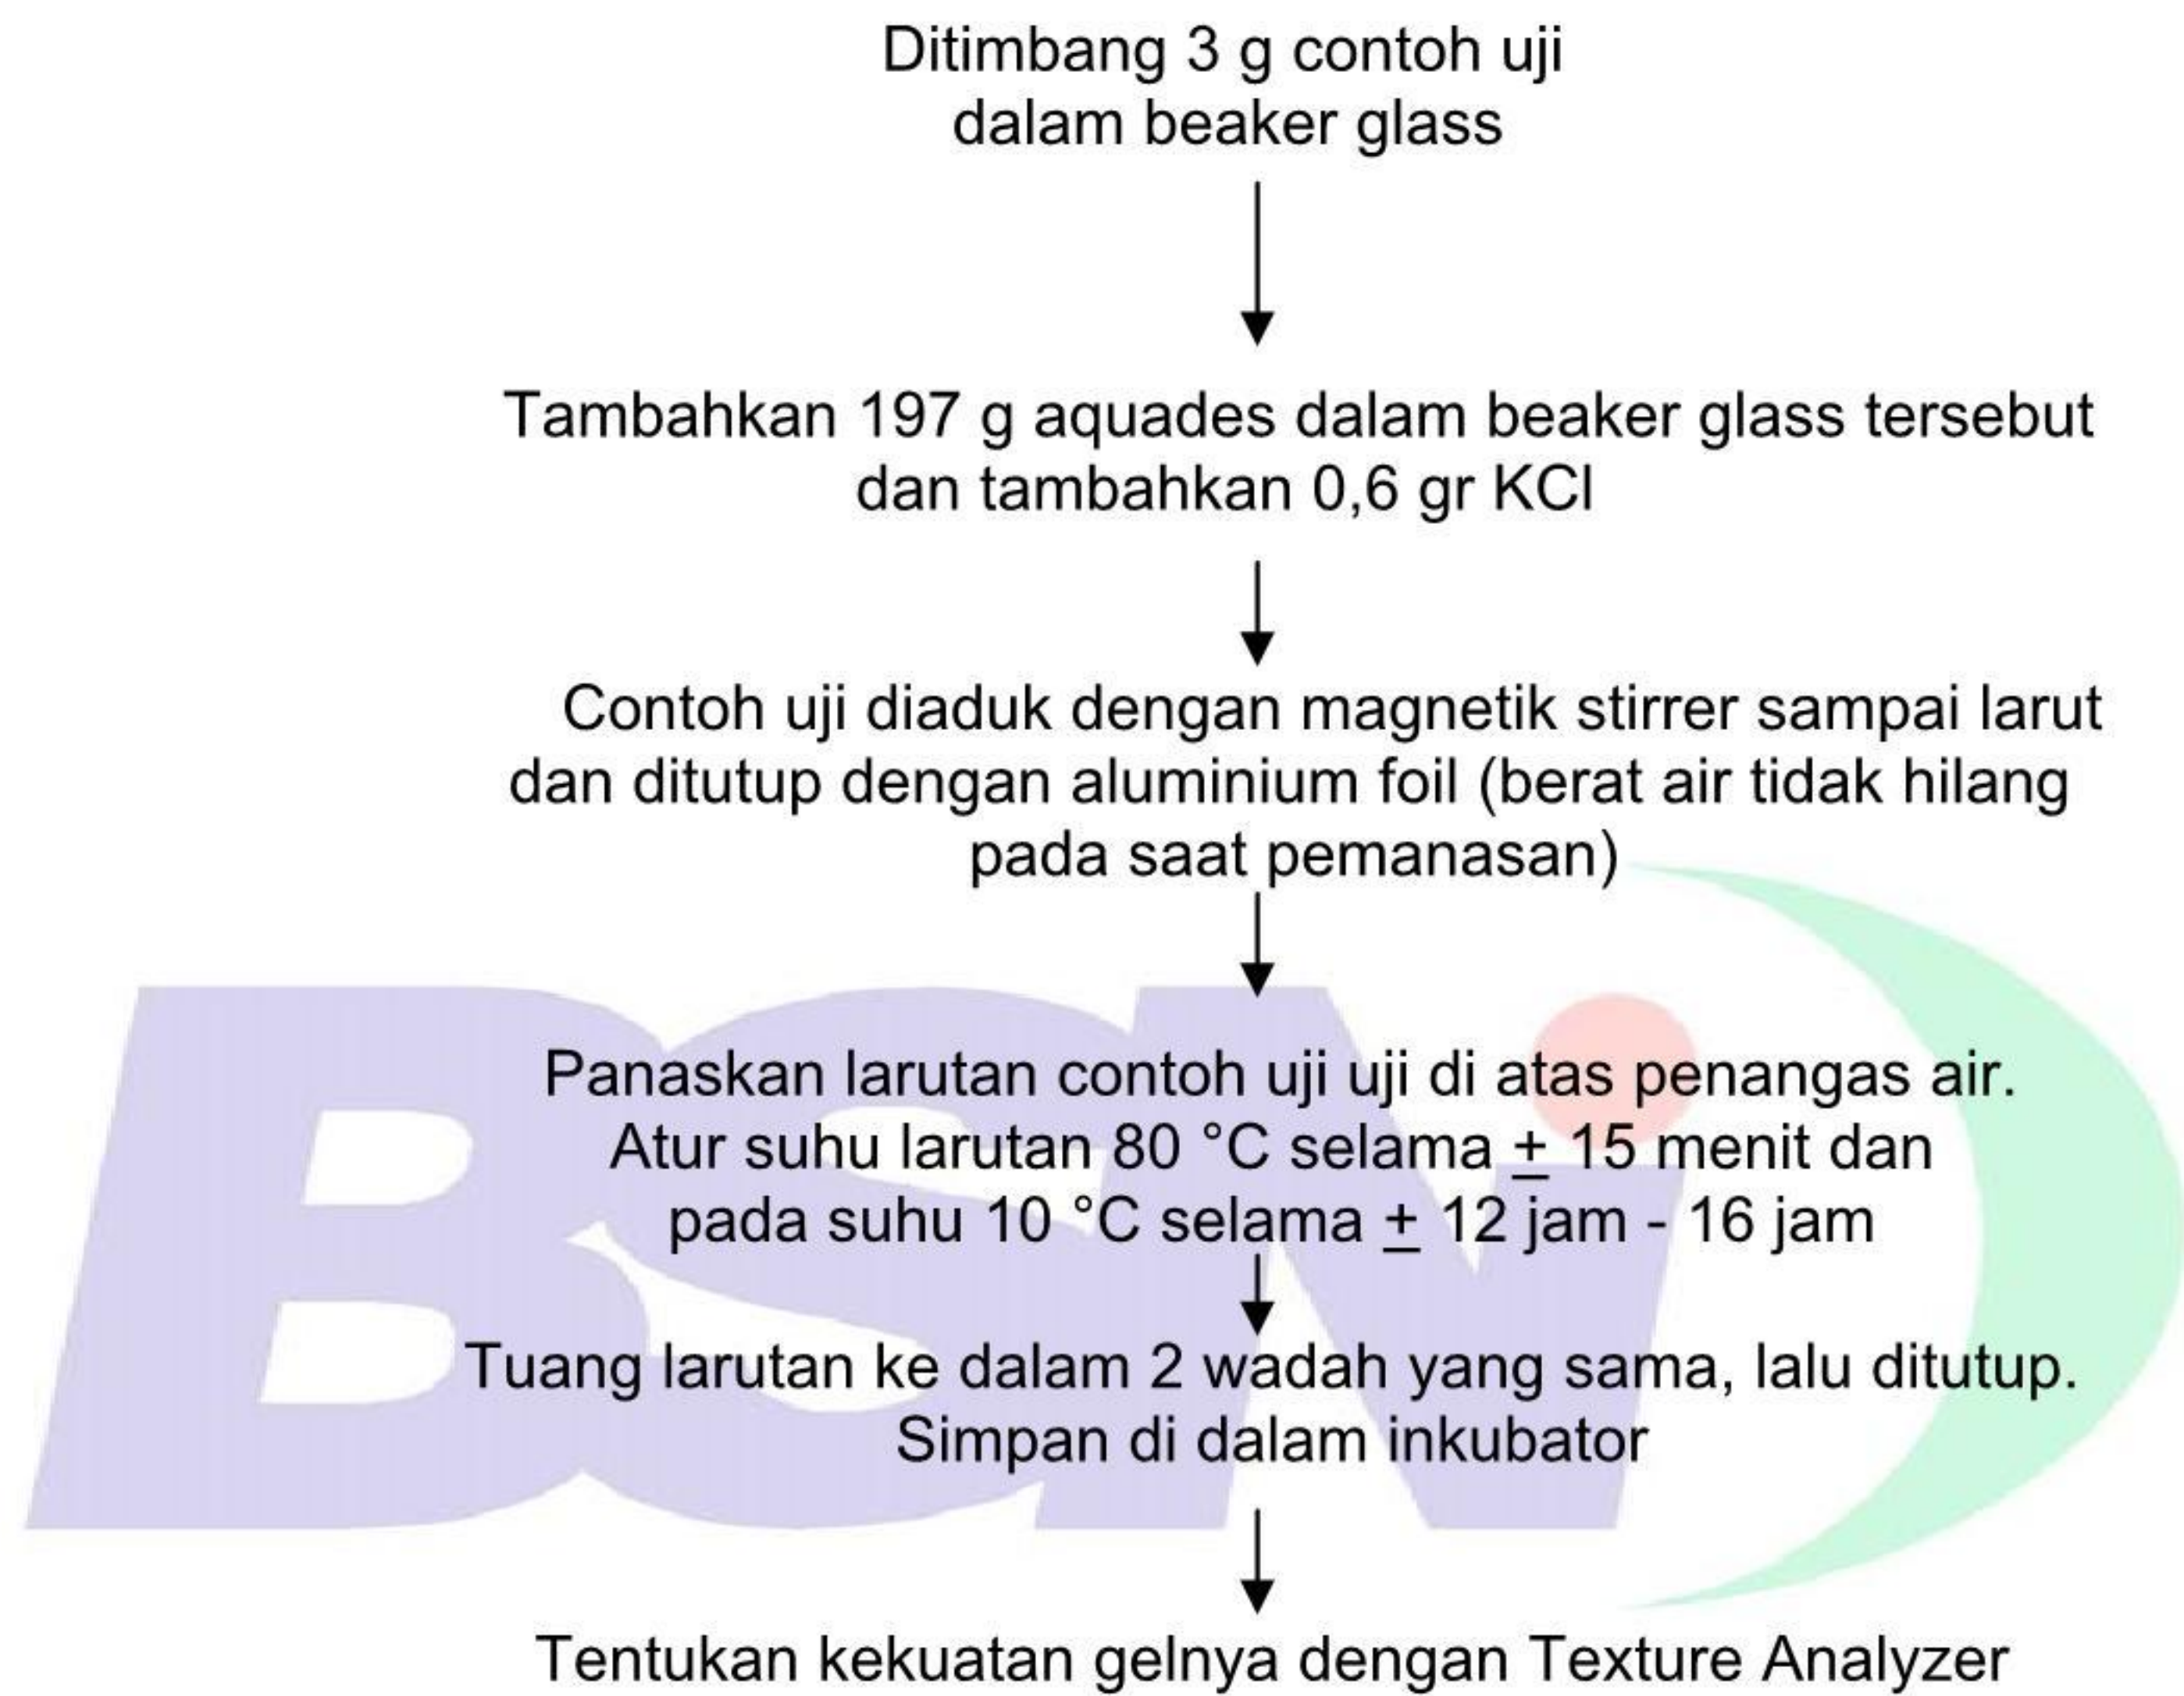 Ditimbang 3 g contoh uji
dalam beaker glass
Tambahkan 197 g aquades dalam beaker glass tersebut
dan tambahkan 0,6 gr KCl
Contoh uji diaduk dengan magnetik stirrer sampai larut
dan ditutup dengan aluminium foil (berat air tidak hilang
pada saat pemanasan)
Panaskan larutan contoh uji uji di atas penangas air.
Atur suhu larutan 80 °C selama ± 15 menit dan
pada suhu 10 °C selama ± 12 jam - 16 jam
Tuang larutan ke dalam 2 wadah yang sama, lalu ditutup.
Simpan di dalam inkubator
Tentukan kekuatan gelnya dengan Texture Analyzer
BSNi